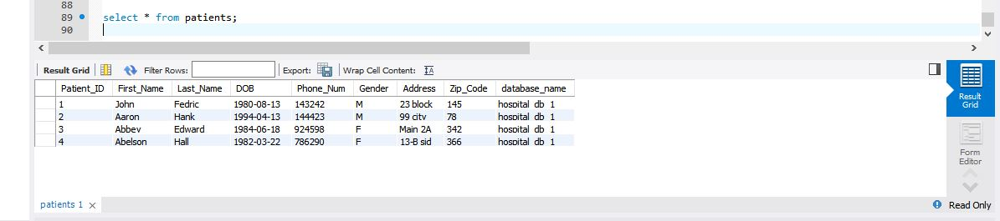 88
89 select * from patients;
90
Result Grid Filter Rows: Export: Wrap Cell Content:
Patient_ID First_Name Last_Name DOB Phone_Num Gender Address Zip_Code database_name
1 John Fedric 1980-08-13 143242 M 23 block 145 hospital_db_1
2 Aaron Hank 1994-04-13 144423 M 99 city 78 hospital_db_1
3 Abbey Edward 1984-06-18 924598 F Main 2A 342 hospital_db_1
4 Abelson Hall 1982-03-22 786290 F 13-B sid 366 hospital_db_1
Result
Grid
Form
Editor
patients 1
Read Only